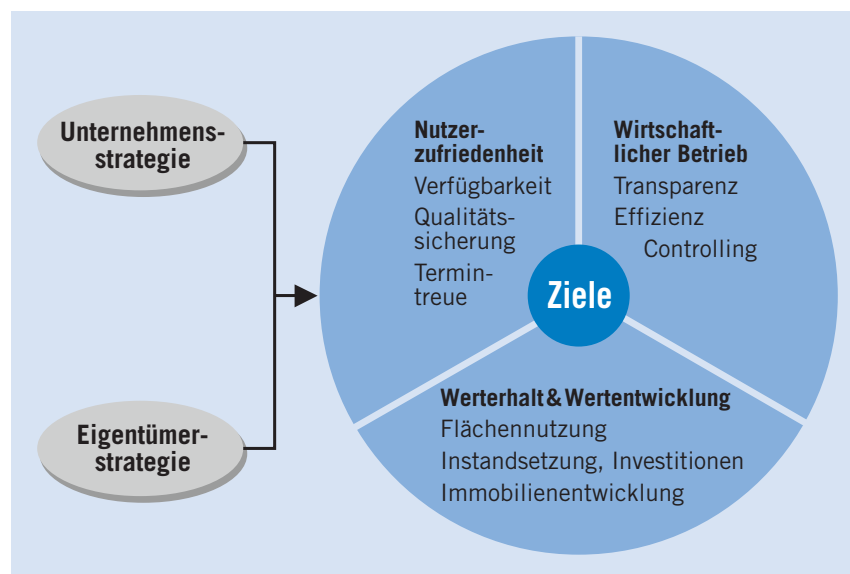 Unternehmens-
strategie
Eigentümer-
strategie
Nutzer-
zufriedenheit
Verfügbarkeit
Qualitäts-
sicherung
Termin-
treue
Wirtschaft-
licher Betrieb
Transparenz
Effizienz
Controlling
Ziele
Werterhalt & Wertentwicklung
Flächennutzung
Instandsetzung, Investitionen
Immobilienentwicklung